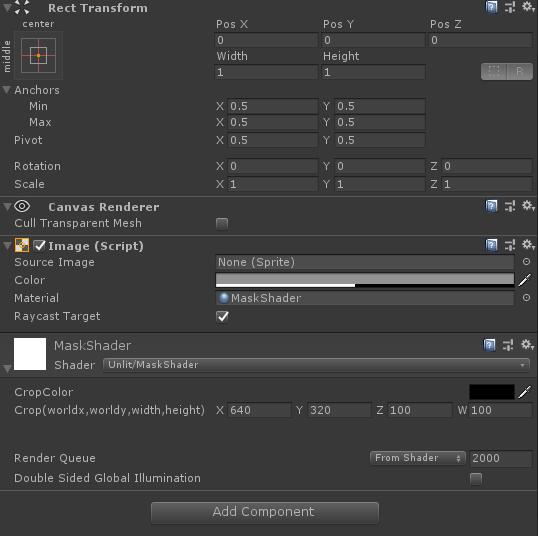 Rect Transform
center
middle
Pos X Pos Y Pos Z
0 0 0
Width Height
1 1
R
Anchors
Min X 0.5 Y 0.5
Max X 0.5 Y 0.5
Pivot X 0.5 Y 0.5
Rotation X 0 Y 0 Z 0
Scale X 1 Y 1 Z 1
Canvas Renderer
Cull Transparent Mesh
Image (Script)
Source Image None (Sprite)
Color
Material MaskShader
Raycast Target
MaskShader
Shader Unlit/MaskShader
CropColor
Crop(worldx,worldy,width,height) X 640 Y 320 Z 100 W 100
Render Queue From Shader 2000
Double Sided Global Illumination
Add Component